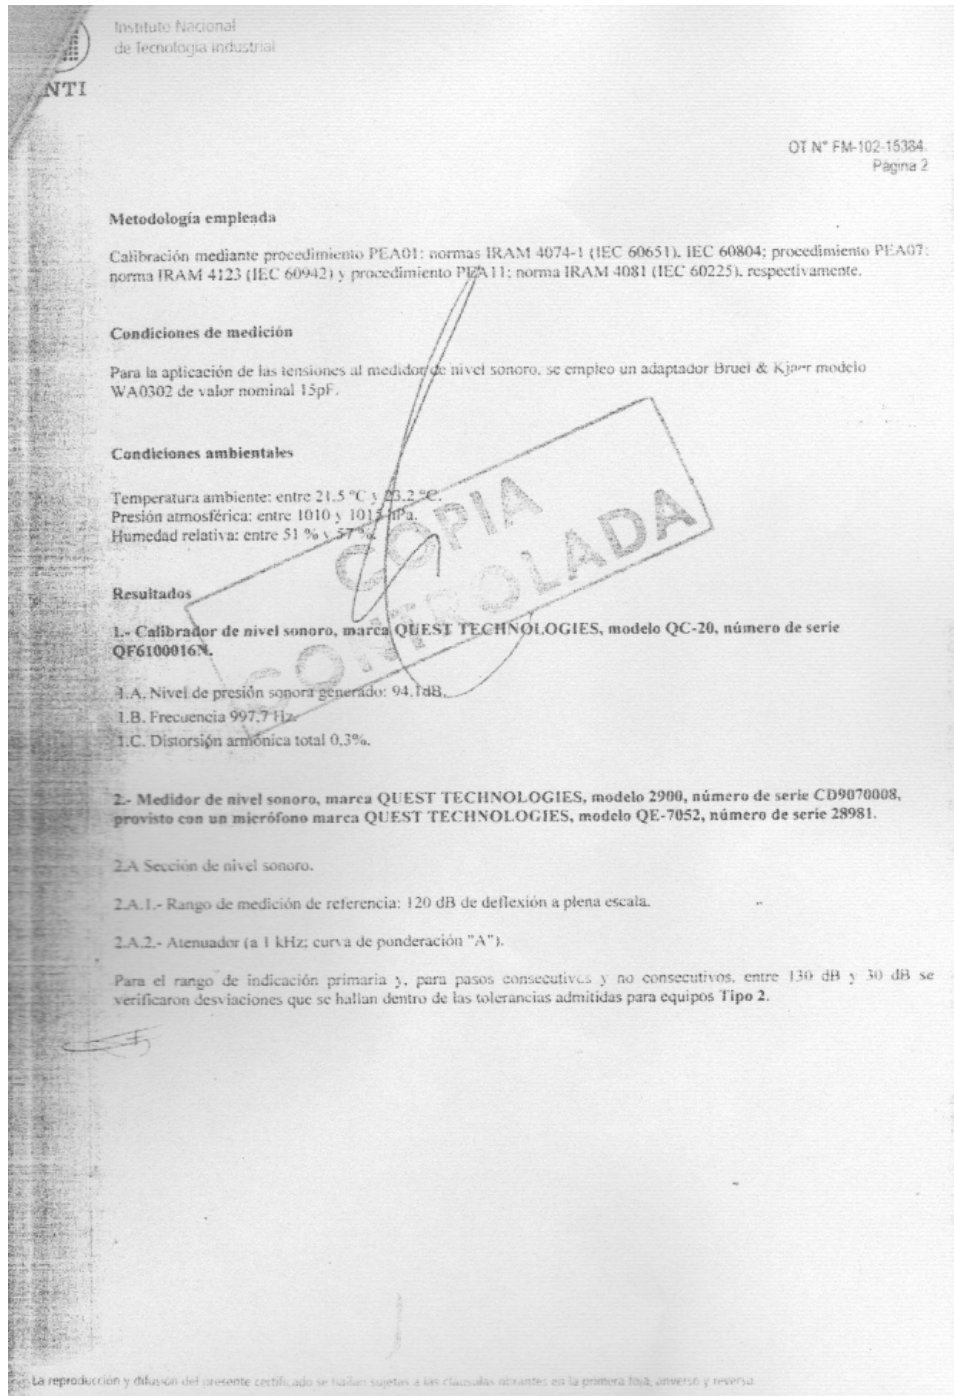 Instituto Nacional
de Tecnología Industrial
INTI
OT N° FM-102-15384.
Página 2
Metodología empleada
Calibración mediante procedimiento PEA01: normas IRAM 4074-1 (IEC 60651), IEC 60804; procedimiento PEA07:
norma IRAM 4123 (IEC 60942) y procedimiento PEA11: norma IRAM 4081 (IEC 60225), respectivamente.
Condiciones de medición
Para la aplicación de las tensiones al medidor de nivel sonoro, se empleo un adaptador Bruel & Kjaer modelo
WA0302 de valor nominal 15pF.
Condiciones ambientales
Temperatura ambiente: entre 21.5 °C y 23.2 °C.
Presión atmosférica: entre 1010 y 1015 hPa.
Humedad relativa: entre 51 % y 57 %.
COPIA
CONTROLADA
Resultados
1.- Calibrador de nivel sonoro, marca QUEST TECHNOLOGIES, modelo QC-20, número de serie
QF6100016N.
1.A. Nivel de presión sonora generado: 94.1dB.
1.B. Frecuencia 997,7 Hz.
1.C. Distorsión armónica total 0,3%.
2.- Medidor de nivel sonoro, marca QUEST TECHNOLOGIES, modelo 2900, número de serie CD9070008,
provisto con un micrófono marca QUEST TECHNOLOGIES, modelo QE-7052, número de serie 28981.
2.A Sección de nivel sonoro.
2.A.1.- Rango de medición de referencia: 120 dB de deflexión a plena escala.
2.A.2.- Atenuador (a 1 kHz; curva de ponderación "A").
Para el rango de indicación primaria y, para pasos consecutivos y no consecutivos, entre 130 dB y 30 dB se
verificaron desviaciones que se hallan dentro de las tolerancias admitidas para equipos Tipo 2.
La reproducción y difusión del presente certificado se hallan sujetas a las cláusulas obrantes en la primera foja, anverso y reverso.